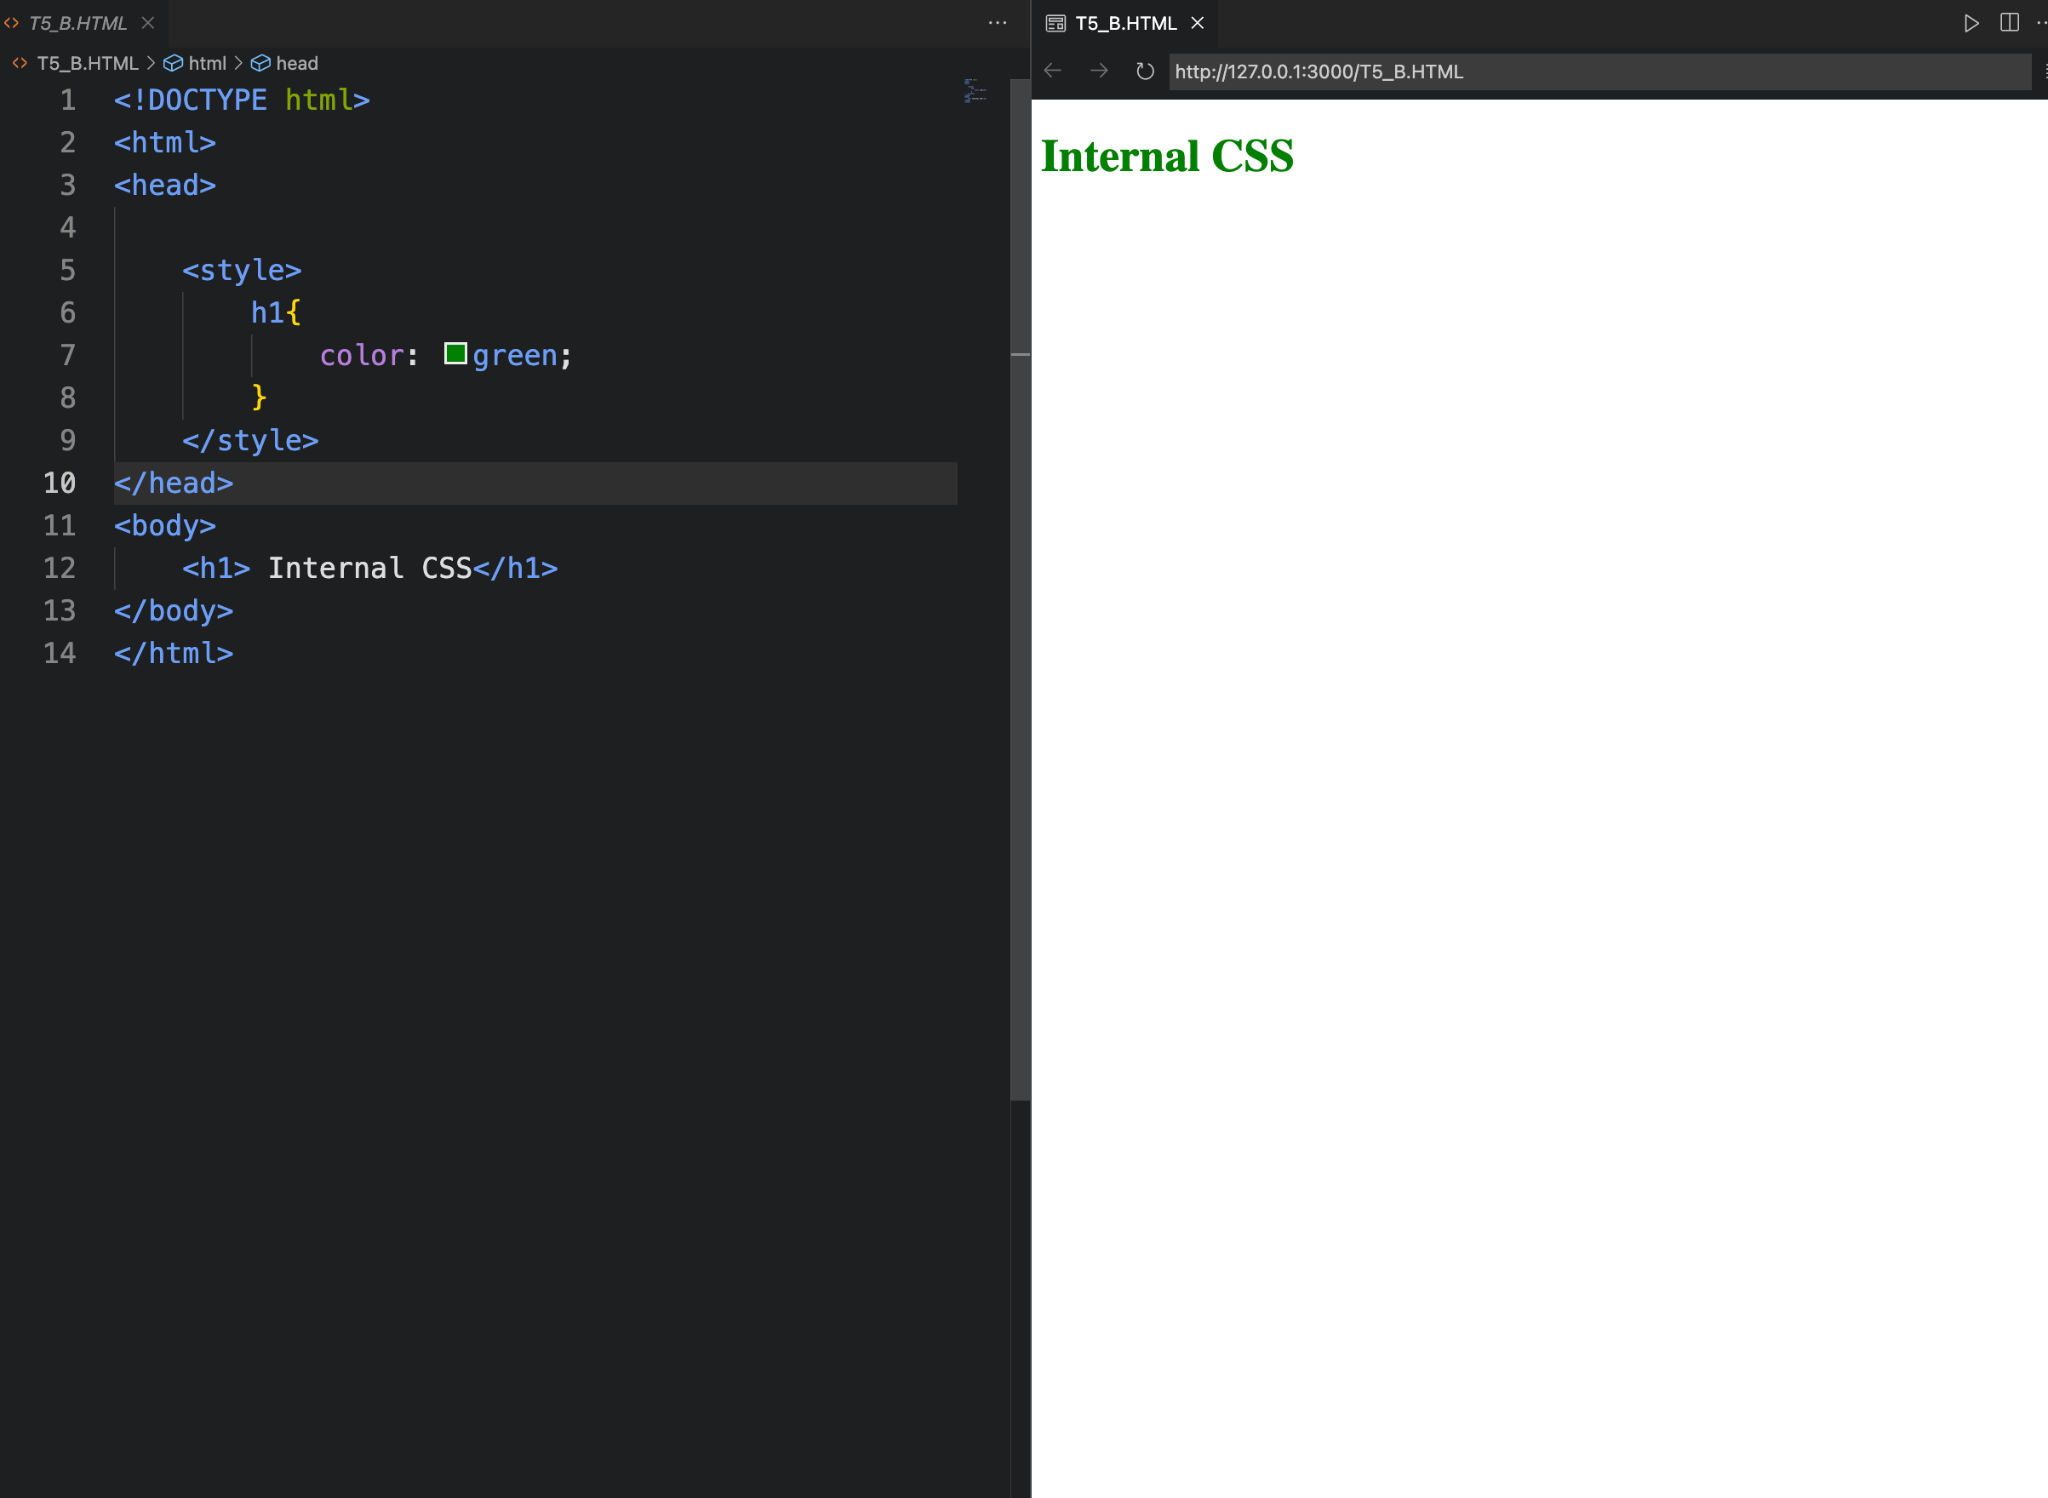 T5_B.HTML
T5_B.HTML > html > head
1 <!DOCTYPE html>
2 <html>
3 <head>
4
5     <style>
6         h1{
7             color: green;
8         }
9     </style>
10 </head>
11 <body>
12     <h1> Internal CSS</h1>
13 </body>
14 </html>
T5_B.HTML
http://127.0.0.1:3000/T5_B.HTML
Internal CSS